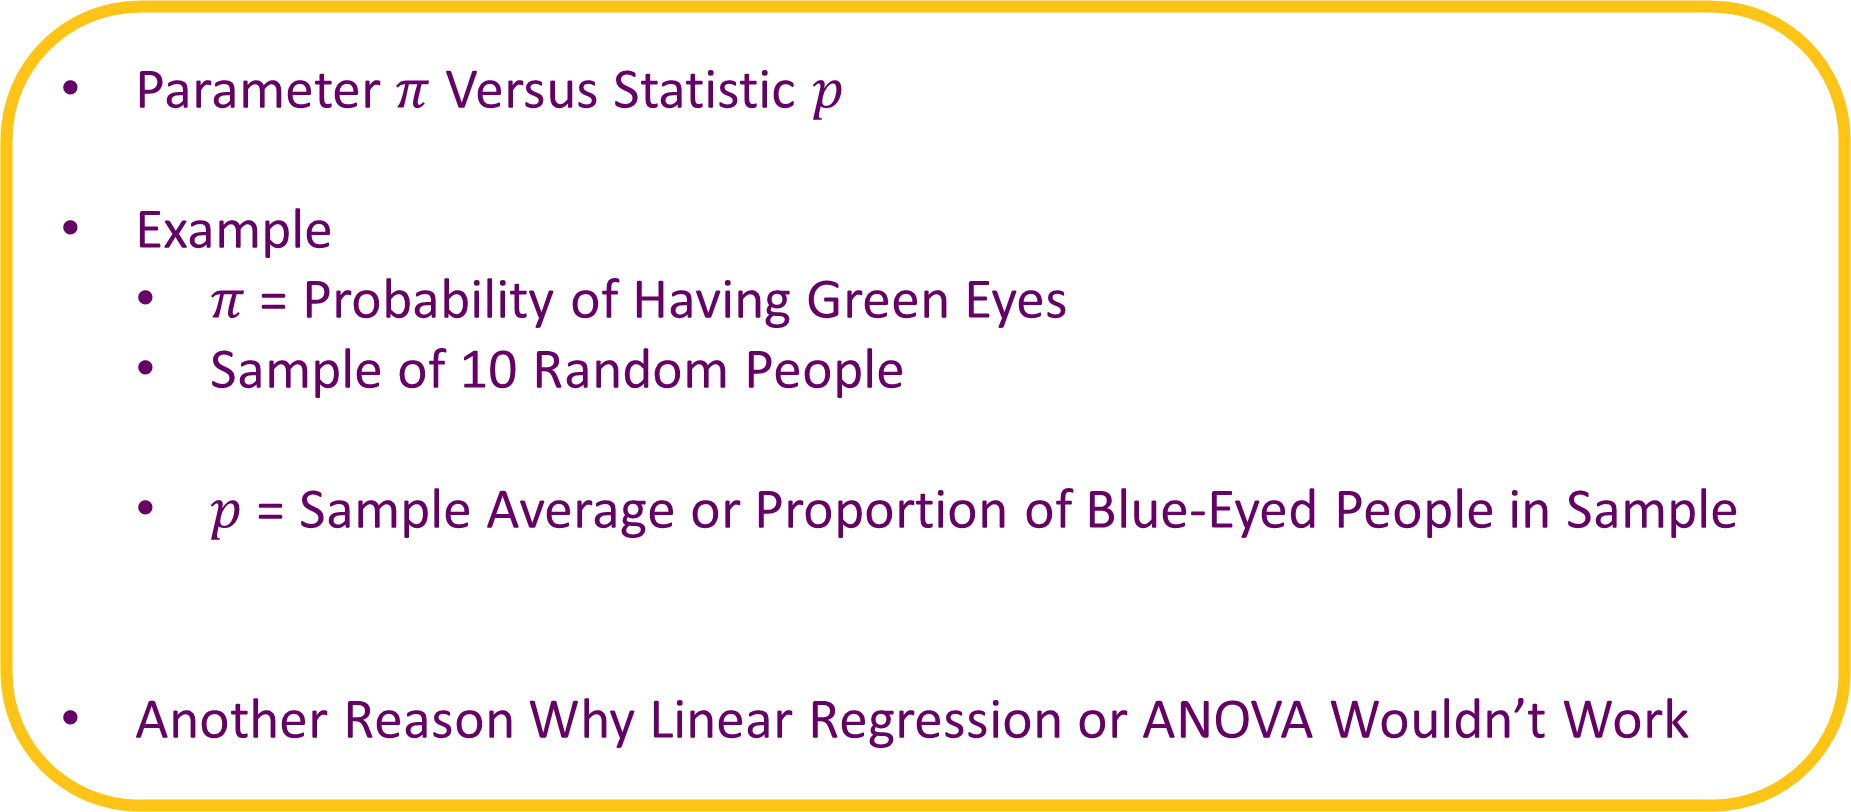 • Parameter π Versus Statistic p
• Example
• π = Probability of Having Green Eyes
• Sample of 10 Random People
• p = Sample Average or Proportion of Blue-Eyed People in Sample
• Another Reason Why Linear Regression or ANOVA Wouldn’t Work